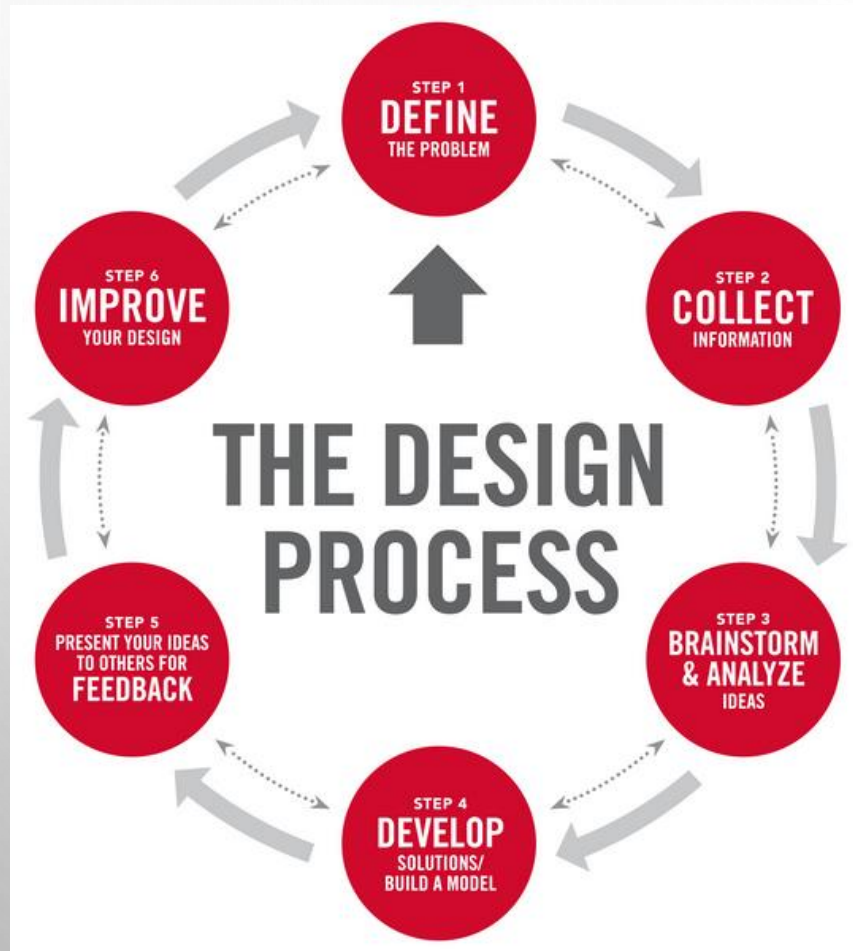 STEP 1
DEFINE
THE PROBLEM
STEP 2
COLLECT
INFORMATION
STEP 3
BRAINSTORM
& ANALYZE
IDEAS
STEP 4
DEVELOP
SOLUTIONS/
BUILD A MODEL
STEP 5
PRESENT YOUR IDEAS
TO OTHERS FOR
FEEDBACK
STEP 6
IMPROVE
YOUR DESIGN
THE DESIGN
PROCESS